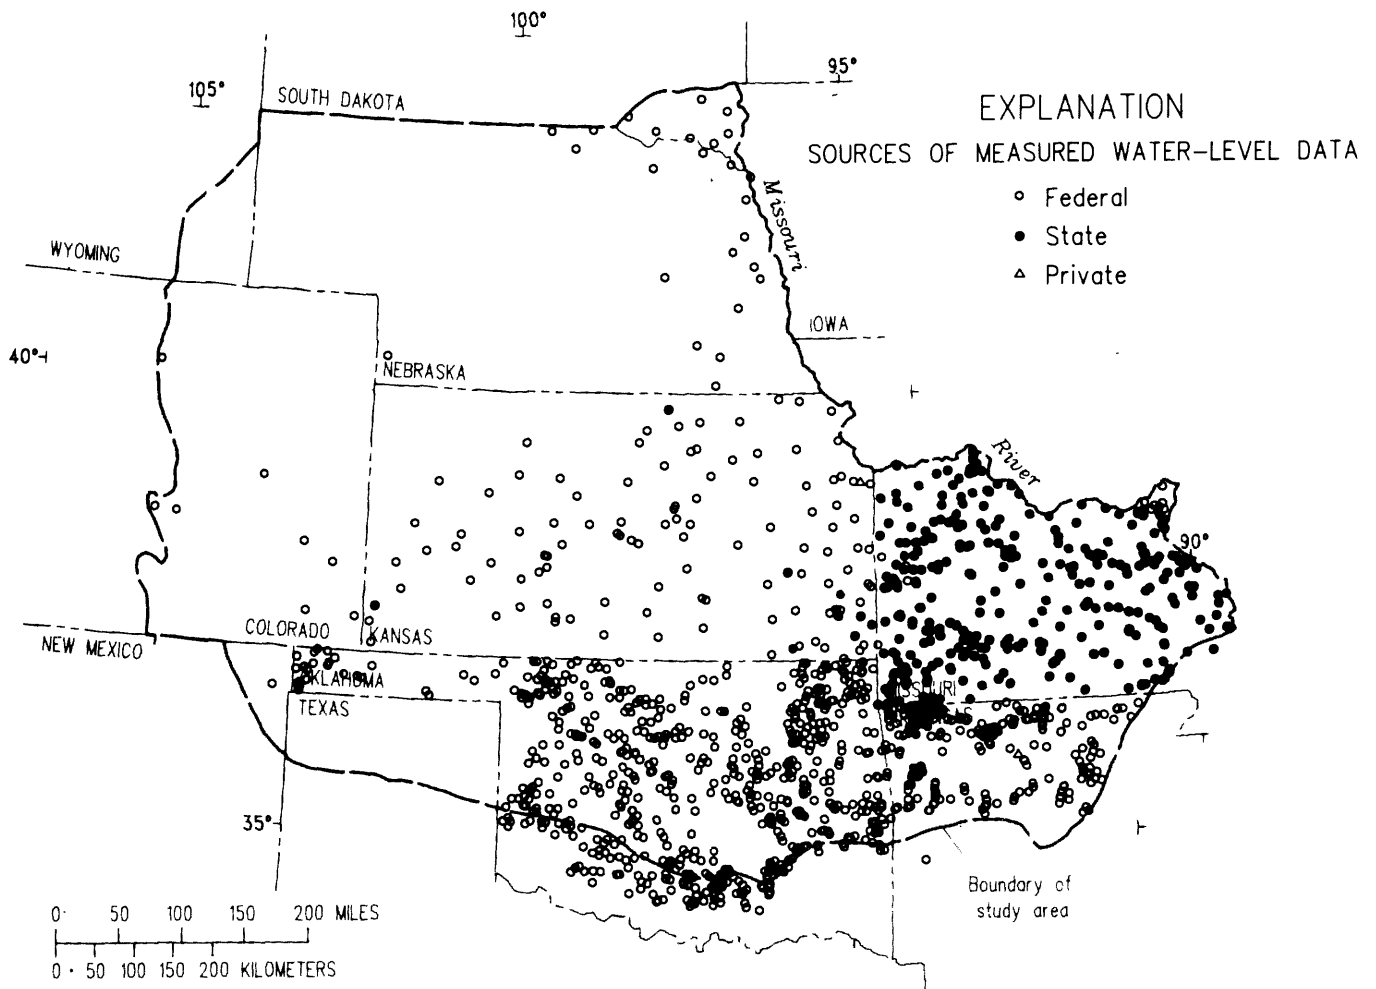 100°
95°
105°
SOUTH DAKOTA
EXPLANATION
SOURCES OF MEASURED WATER-LEVEL DATA
Federal
State
Private
Missouri
WYOMING
IOWA
40°
NEBRASKA
River
90°
COLORADO
KANSAS
NEW MEXICO
OKLAHOMA
MISSOURI
TEXAS
35°
Boundary of
study area
0 50 100 150 200 MILES
0 50 100 150 200 KILOMETERS